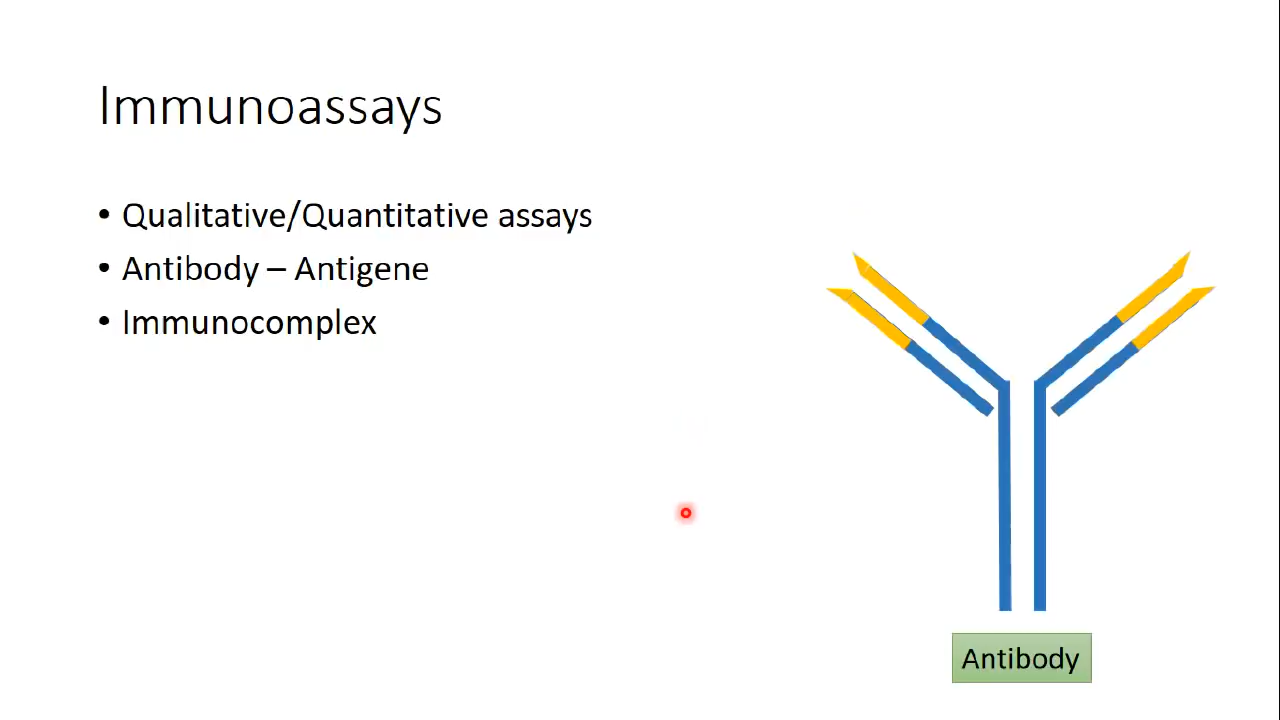 Immunoassays
• Qualitative/Quantitative assays
• Antibody – Antigene
• Immunocomplex
Antibody